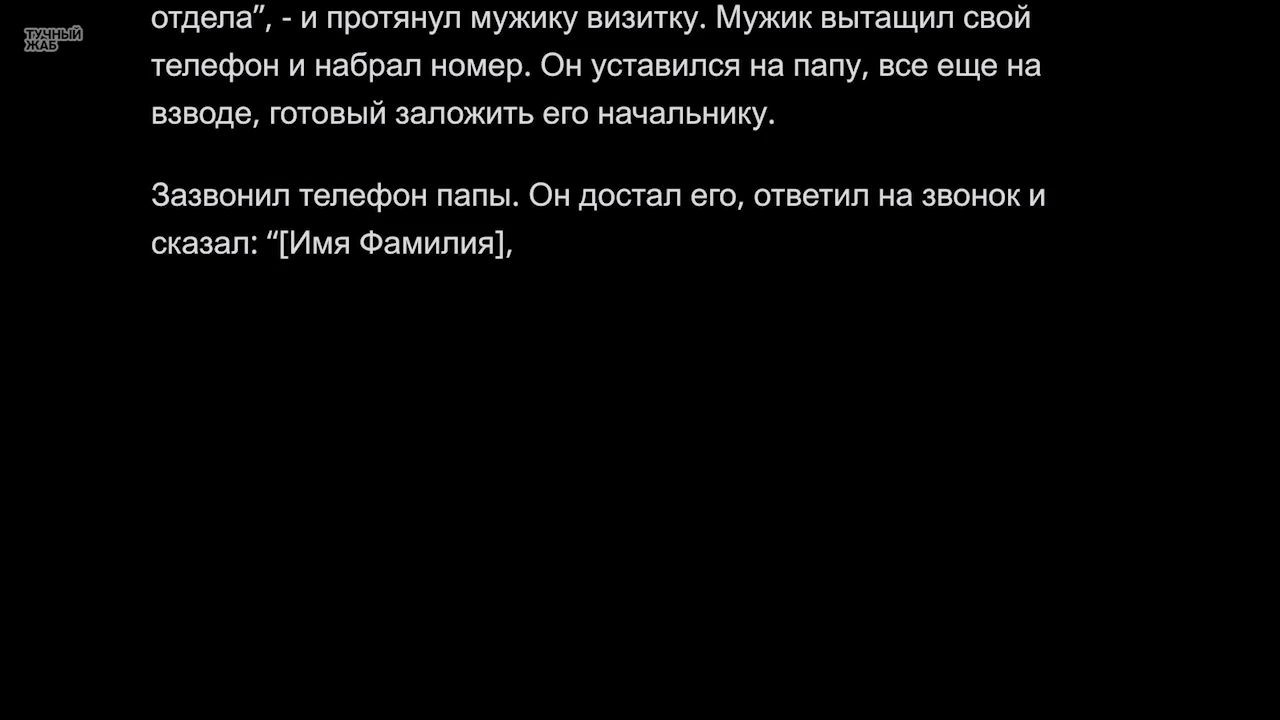 ТУЧНЫЙ
ЖАБ
отдела”, - и протянул мужику визитку. Мужик вытащил свой
телефон и набрал номер. Он уставился на папу, все еще на
взводе, готовый заложить его начальнику.
Зазвонил телефон папы. Он достал его, ответил на звонок и
сказал: “[Имя Фамилия],